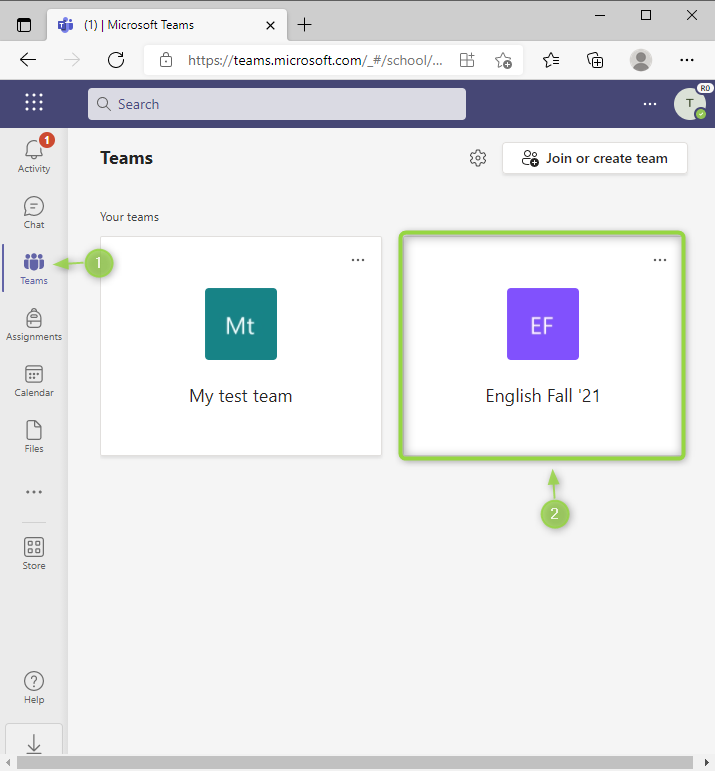 (1) | Microsoft Teams
https://teams.microsoft.com/_#/school/...
Search
R0
T
1
Activity
Chat
Teams
Assignments
Calendar
Files
Store
Help
Teams
Join or create team
Your teams
1
Mt
My test team
EF
English Fall '21
2